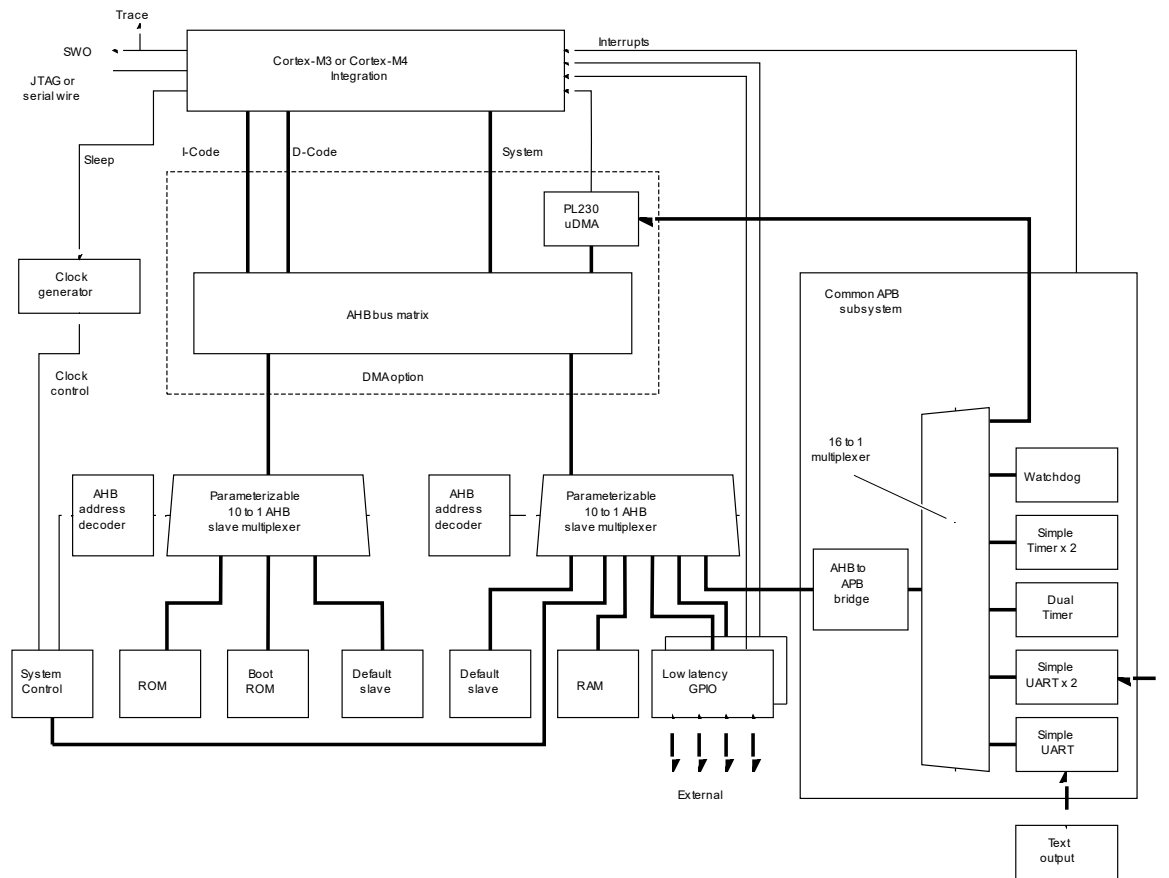 Trace
SWO
Interrupts
Cortex-M3 or Cortex-M4
Integration
JTAG or
serial wire
Sleep
I-Code
D-Code
System
PL230
uDMA
Clock
generator
AHB bus matrix
Common APB
subsystem
Clock
control
DMA option
16 to 1
multiplexer
AHB
address
decoder
Parameterizable
10 to 1 AHB
slave multiplexer
AHB
address
decoder
Parameterizable
10 to 1 AHB
slave multiplexer
Watchdog
Simple
Timer x 2
AHB to
APB
bridge
Dual
Timer
System
Control
ROM
Boot
ROM
Default
slave
Default
slave
RAM
Low latency
GPIO
Simple
UART x 2
Simple
UART
External
Text
output